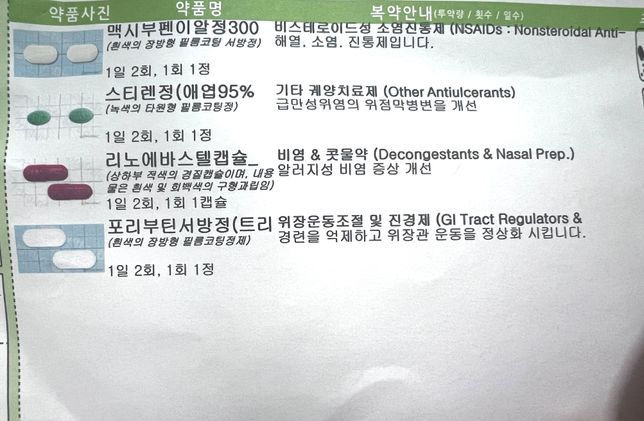 약품사진 약품명 복약안내(투약량 / 횟수 / 일수)
맥시부펜이알정300 비스테로이드성 소염진통제 (NSAIDs : Nonsteroidal Anti-
(흰색의 장방형 필름코팅 서방정) 해열. 소염. 진통제입니다.
1일 2회, 1회 1정
스티렌정(애엽95% 기타 궤양치료제 (Other Antiulcerants)
(녹색의 타원형 필름코팅정) 급만성위염의 위점막병변을 개선
1일 2회, 1회 1정
리노에바스텔캡슐_ 비염 & 콧물약 (Decongestants & Nasal Prep.)
(상하부 적색의 경질캡슐이며, 내용 알러지성 비염 증상 개선
물은 흰색 및 회백색의 구형과립임)
1일 2회, 1회 1캡슐
포리부틴서방정(트리 위장운동조절 및 진경제 (GI Tract Regulators &
(흰색의 장방형 필름코팅정제) 경련을 억제하고 위장관 운동을 정상화 시킵니다.
1일 2회, 1회 1정